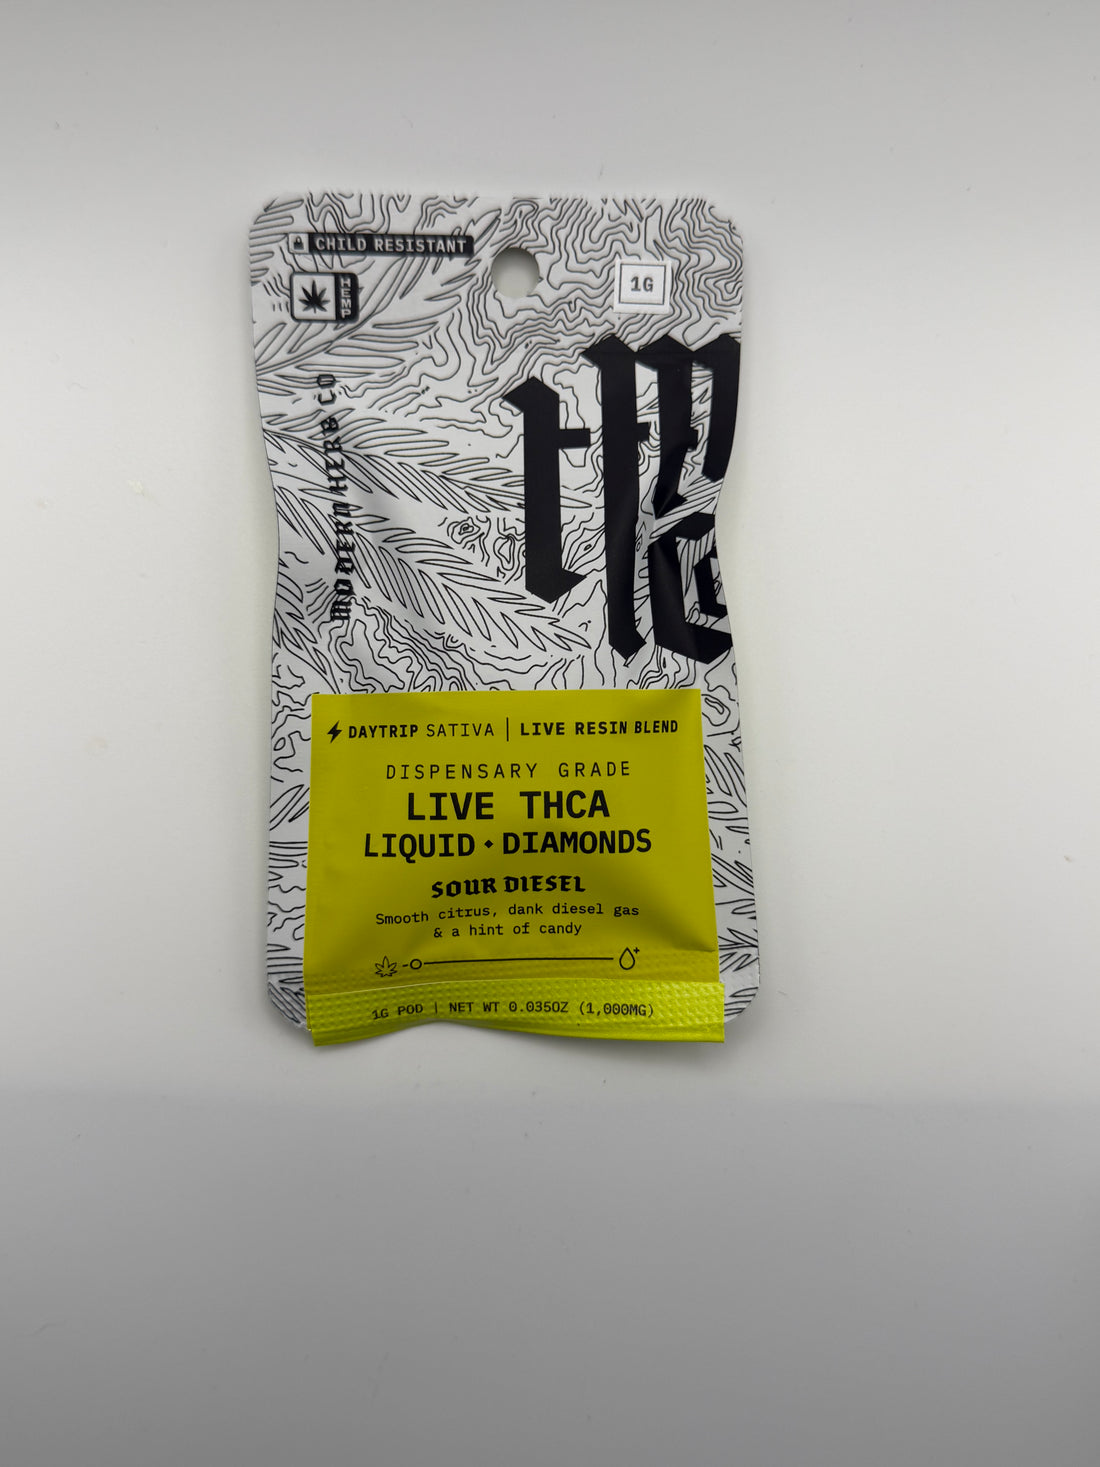 CHILD RESISTANT
HEMP
1G
MODERN HERB CO
DAYTRIP SATIVA | LIVE RESIN BLEND
DISPENSARY GRADE
LIVE THCA
LIQUID ◆ DIAMONDS
SOUR DIESEL
Smooth citrus, dank diesel gas
& a hint of candy
1G POD | NET WT 0.035OZ (1,000MG)